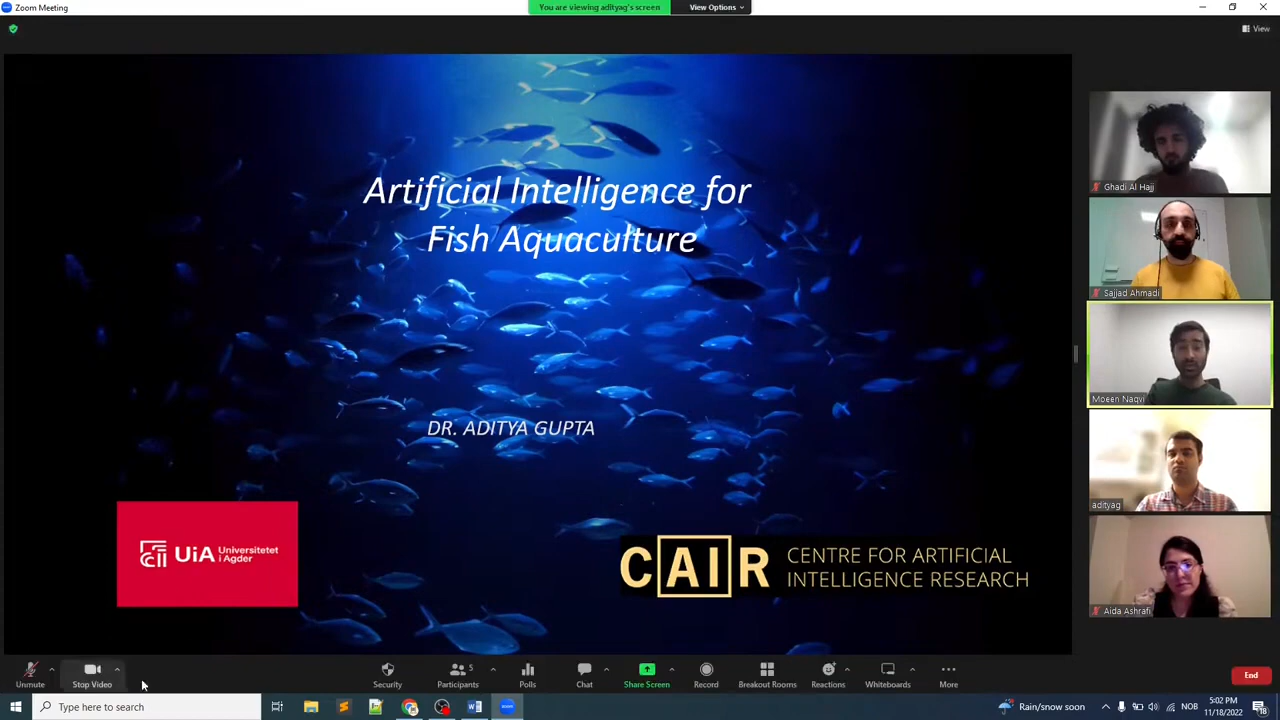 Zoom Meeting
You are viewing adityag's screen
View Options
View
Artificial Intelligence for
Fish Aquaculture
DR. ADITYA GUPTA
UiA Universitetet
i Agder
CAIR CENTRE FOR ARTIFICIAL
INTELLIGENCE RESEARCH
Ghadi Al Hajj
Sajjad Ahmadi
Moeen Naqvi
adityag
Aida Ashrafi
Unmute
Stop Video
Security
Participants 5
Polls
Chat
Share Screen
Record
Breakout Rooms
Reactions
Whiteboards
More
End
Type here to search
Rain/snow soon
NOB
5:02 PM
11/18/2022
18